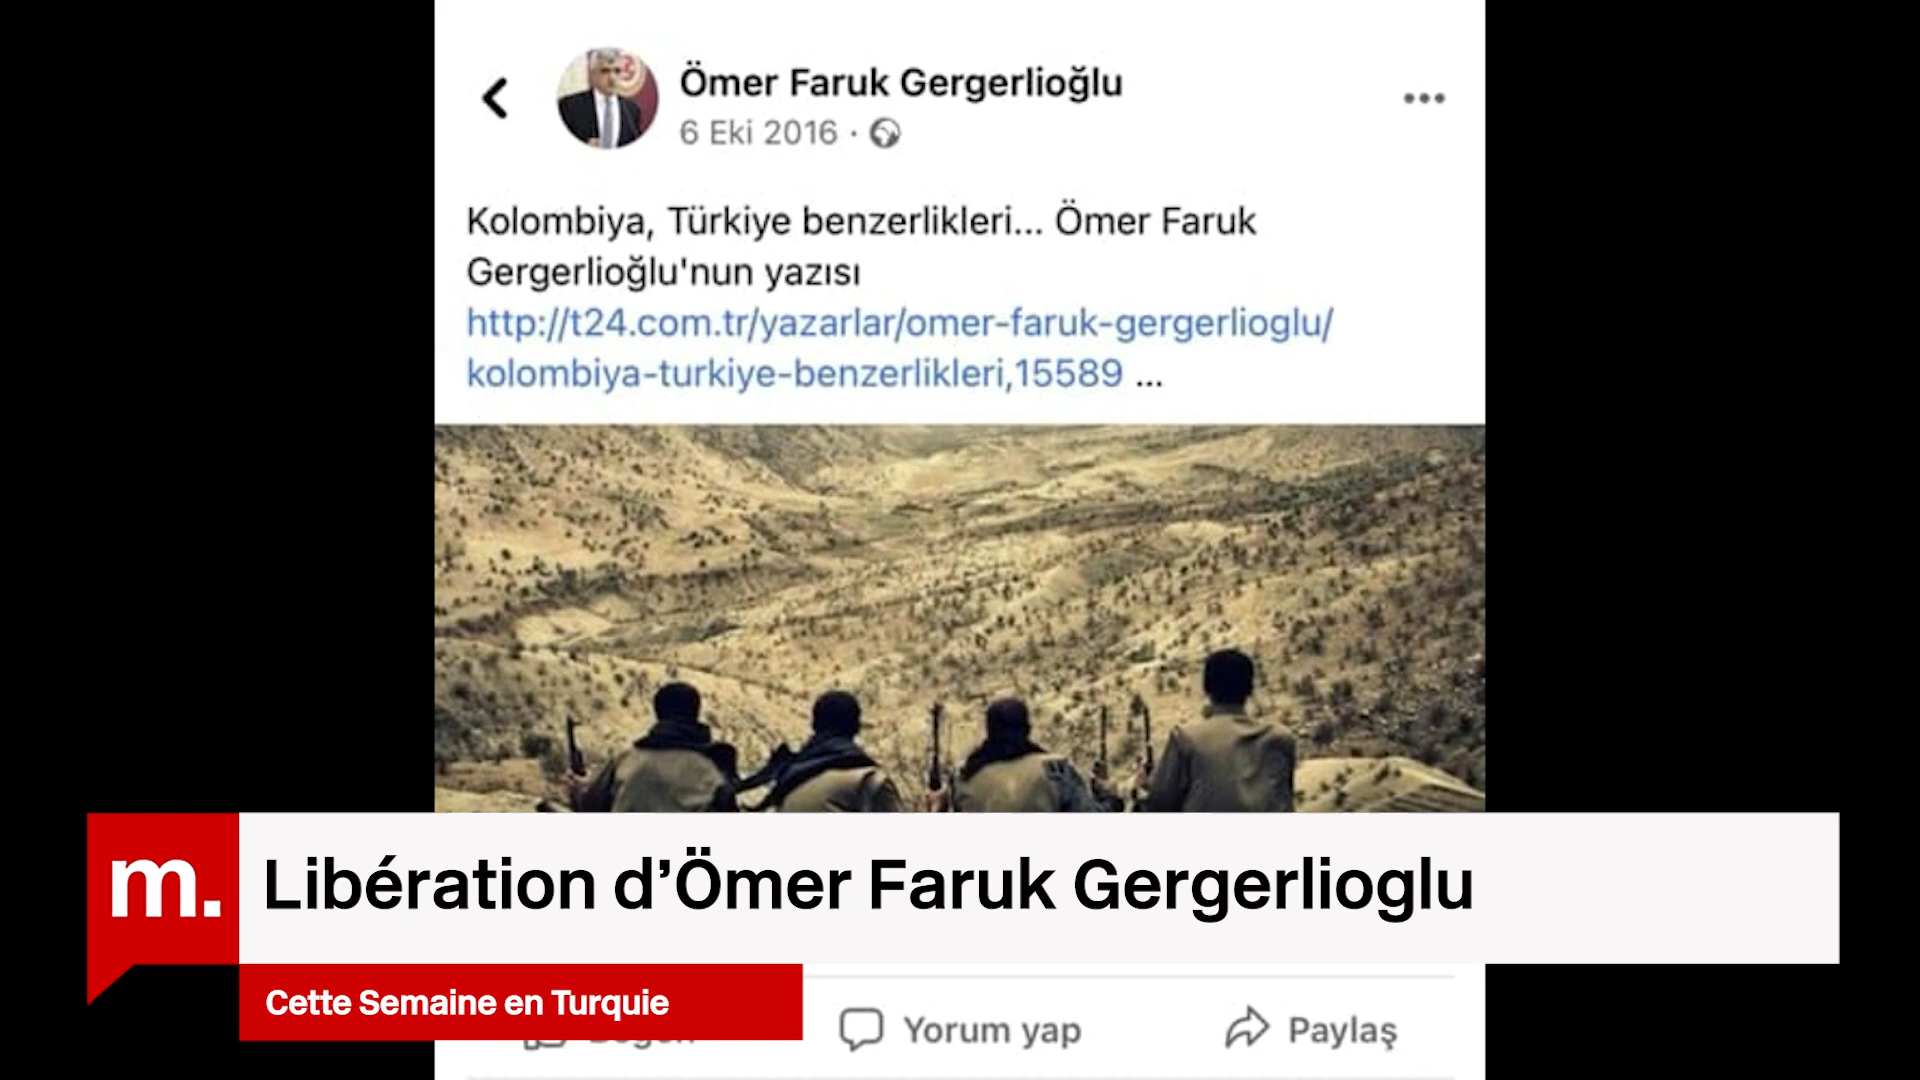 Ömer Faruk Gergerlioğlu
6 Eki 2016 ·
Kolombiya, Türkiye benzerlikleri... Ömer Faruk
Gergerlioğlu'nun yazısı
http://t24.com.tr/yazarlar/omer-faruk-gergerlioglu/
kolombiya-turkiye-benzerlikleri,15589 ...
m.
Libération d’Ömer Faruk Gergerlioglu
Cette Semaine en Turquie
Yorum yap
Paylaş